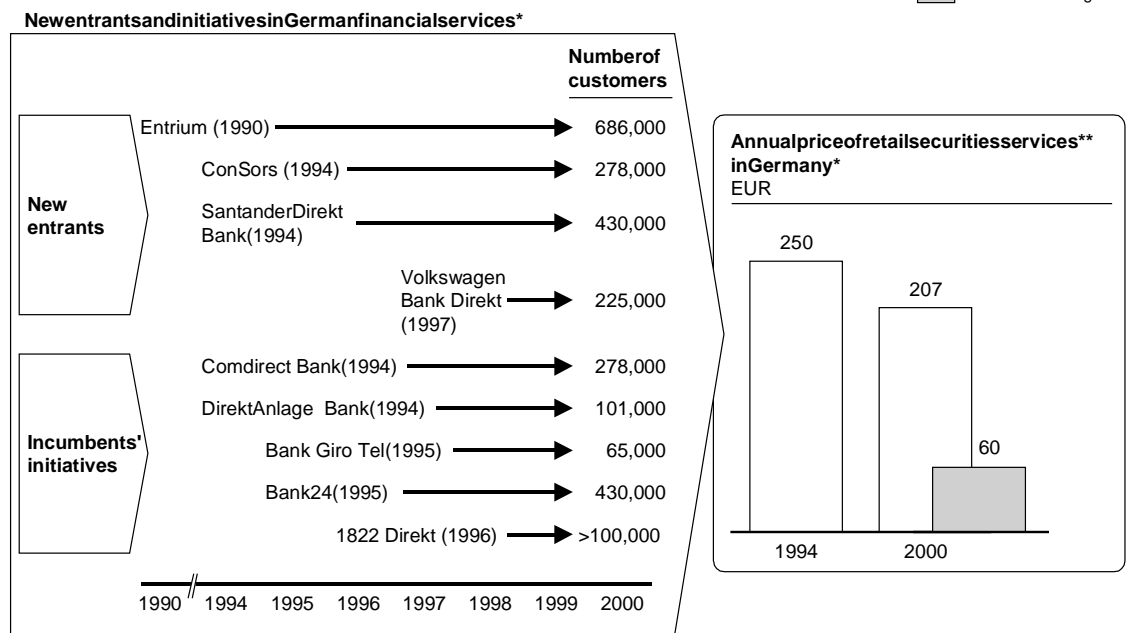 NewentrantsandinitiativesinGermanfinancialservices*
Numberof
customers
New
entrants
Entrium (1990)
686,000
ConSors (1994)
278,000
SantanderDirekt
Bank(1994)
430,000
Volkswagen
Bank Direkt
(1997)
225,000
Incumbents'
initiatives
Comdirect Bank(1994)
278,000
DirektAnlage Bank(1994)
101,000
Bank Giro Tel(1995)
65,000
Bank24(1995)
430,000
1822 Direkt (1996)
>100,000
1990 1994 1995 1996 1997 1998 1999 2000
Annualpriceofretailsecuritiesservices**
inGermany*
EUR
250
207
60
1994 2000